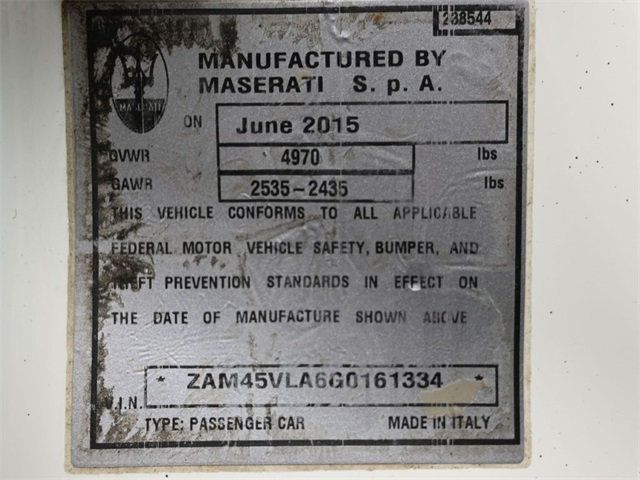 238544
MANUFACTURED BY
MASERATI S. p A.
MASERATI
ON June 2015
GVWR 4970 lbs
GAWR 2535-2435 lbs
THIS VEHICLE CONFORMS TO ALL APPLICABLE
FEDERAL MOTOR VEHICLE SAFETY, BUMPER, AND
THEFT PREVENTION STANDARDS IN EFFECT ON
THE DATE OF MANUFACTURE SHOWN ABOVE
* ZAM45VLA6G0161334 *
V.I.N.
TYPE: PASSENGER CAR MADE IN ITALY